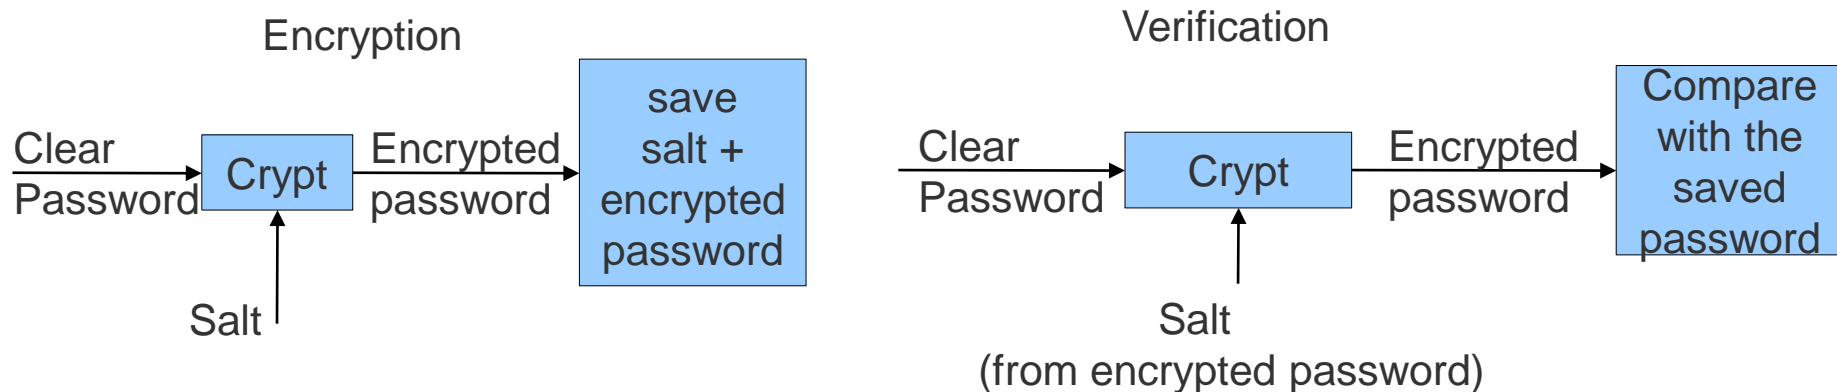 Encryption
Clear
Password
Crypt
Encrypted
password
save
salt +
encrypted
password
Salt
Verification
Clear
Password
Crypt
Encrypted
password
Compare
with the
saved
password
Salt
(from encrypted password)